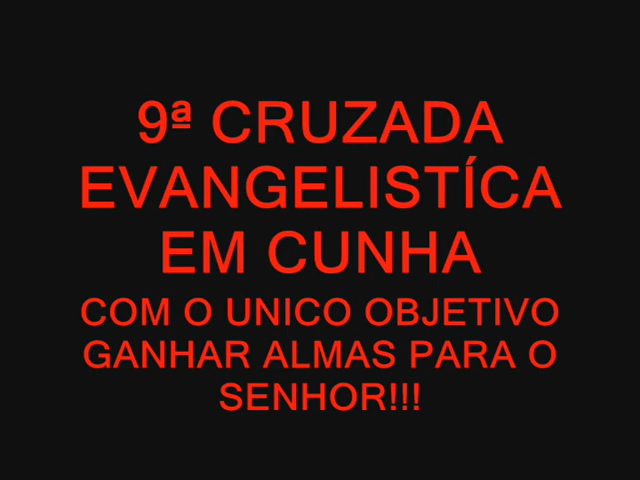 9ª CRUZADA
EVANGELISTÍCA
EM CUNHA
COM O UNICO OBJETIVO
GANHAR ALMAS PARA O
SENHOR!!!